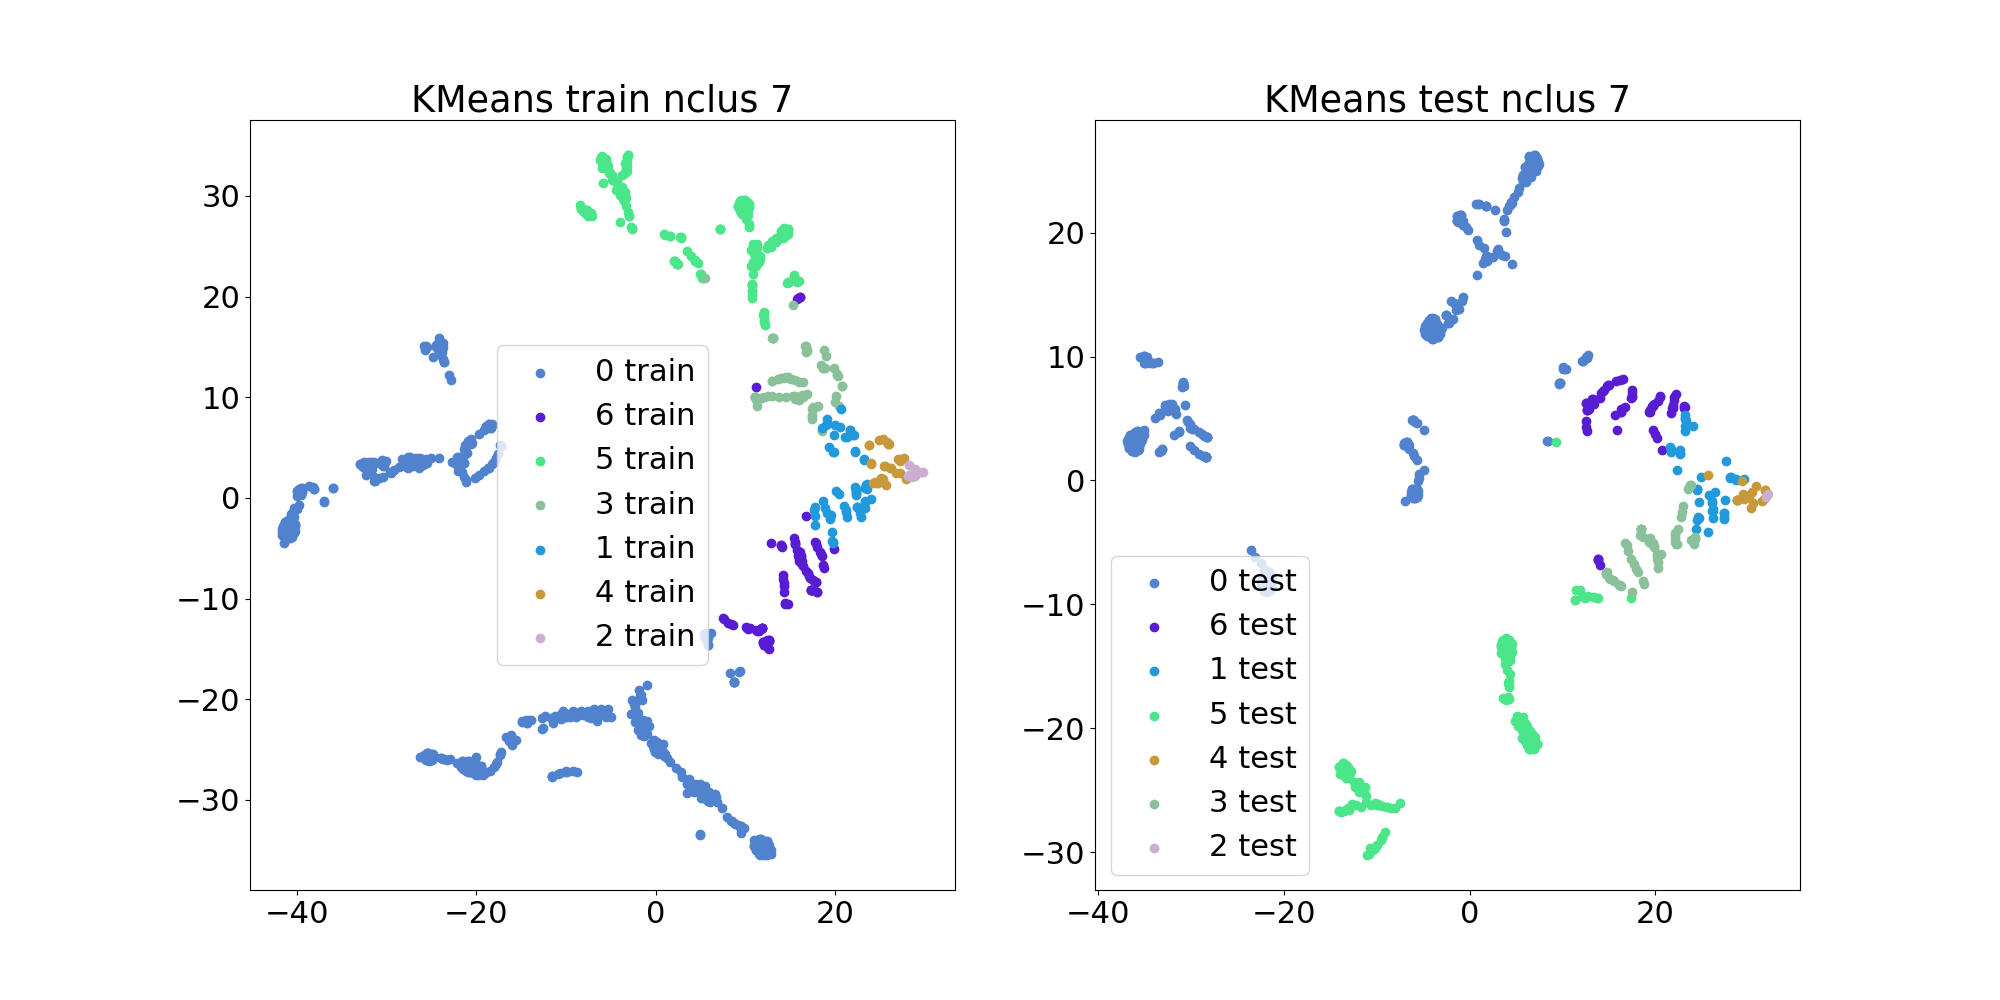 KMeans train nclus 7
30
20
10
0
−10
−20
−30
−40
−20
0
20
0 train
6 train
5 train
3 train
1 train
4 train
2 train
KMeans test nclus 7
20
10
0
−10
−20
−30
−40
−20
0
20
0 test
6 test
1 test
5 test
4 test
3 test
2 test